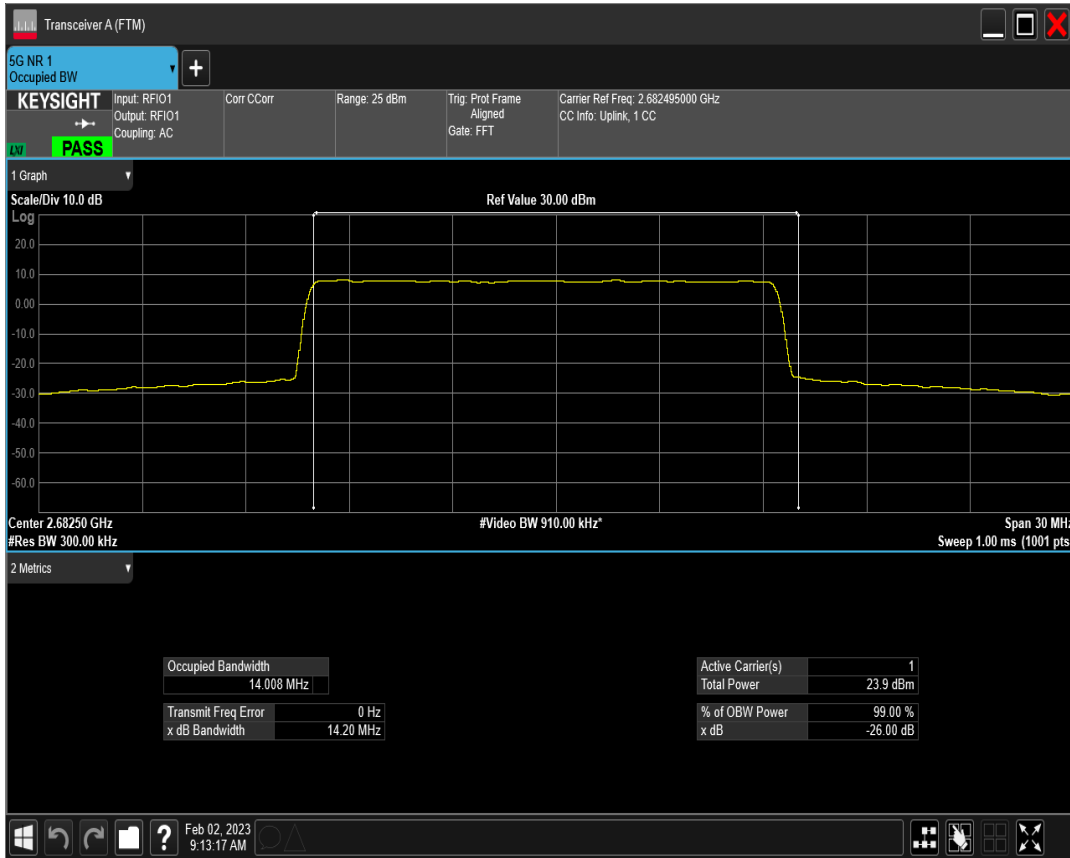 Transceiver A (FTM)
5G NR 1
Occupied BW
+
KEYSIGHT
LXI
PASS
Input: RFIO1
Output: RFIO1
Coupling: AC
Corr CCorr
Range: 25 dBm
Trig: Prot Frame
Aligned
Gate: FFT
Carrier Ref Freq: 2.682495000 GHz
CC Info: Uplink, 1 CC
1 Graph
Scale/Div 10.0 dB
Ref Value 30.00 dBm
Log
20.0
10.0
0.00
-10.0
-20.0
-30.0
-40.0
-50.0
-60.0
Center 2.68250 GHz
#Video BW 910.00 kHz*
Span 30 MHz
#Res BW 300.00 kHz
Sweep 1.00 ms (1001 pts
2 Metrics
Occupied Bandwidth
14.008 MHz
Transmit Freq Error 0 Hz
x dB Bandwidth 14.20 MHz
Active Carrier(s) 1
Total Power 23.9 dBm
% of OBW Power 99.00 %
x dB -26.00 dB
?
Feb 02, 2023
9:13:17 AM